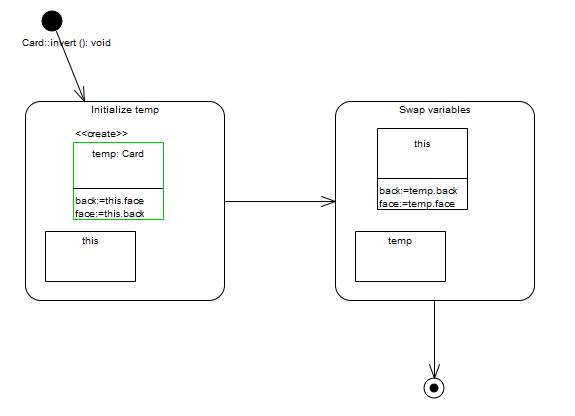 Card::invert (): void
Initialize temp
<<create>>
temp: Card
back:=this.face
face:=this.back
this
Swap variables
this
back:=temp.back
face:=temp.face
temp